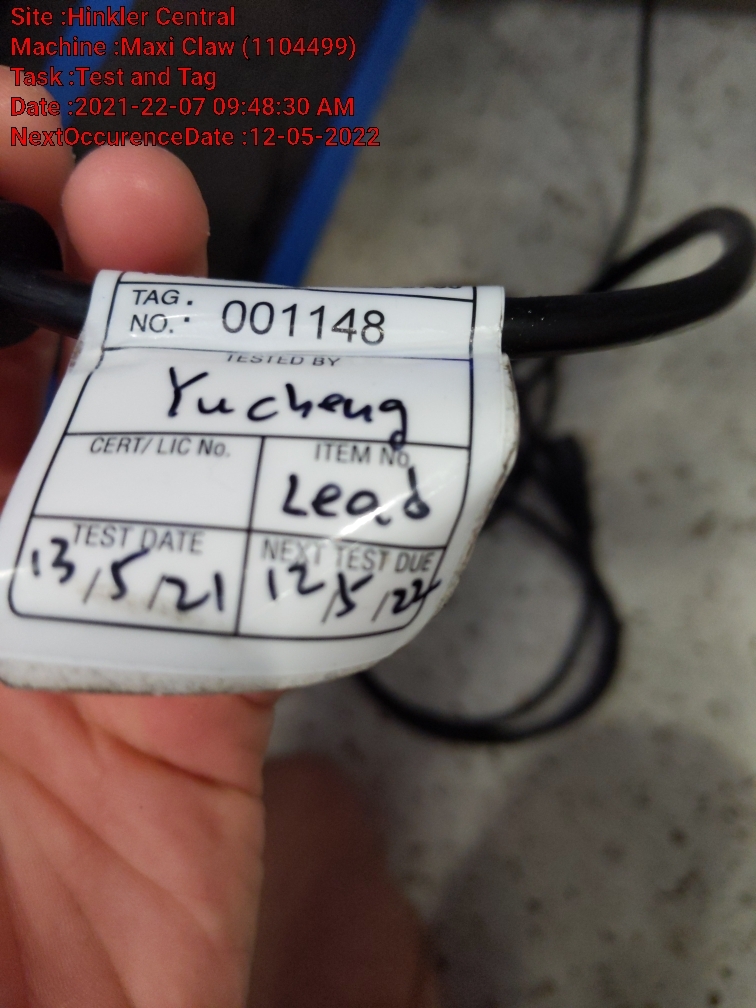 Site :Hinkler Central
Machine :Maxi Claw (1104499)
Task :Test and Tag
Date :2021-22-07 09:48:30 AM
NextOccurenceDate :12-05-2022
TAG.
NO.: 001148
TESTED BY
Yucheng
CERT/ LIC No.
ITEM No.
Lead
TEST DATE
NEXT TEST DUE
13/5/21
12/5/22